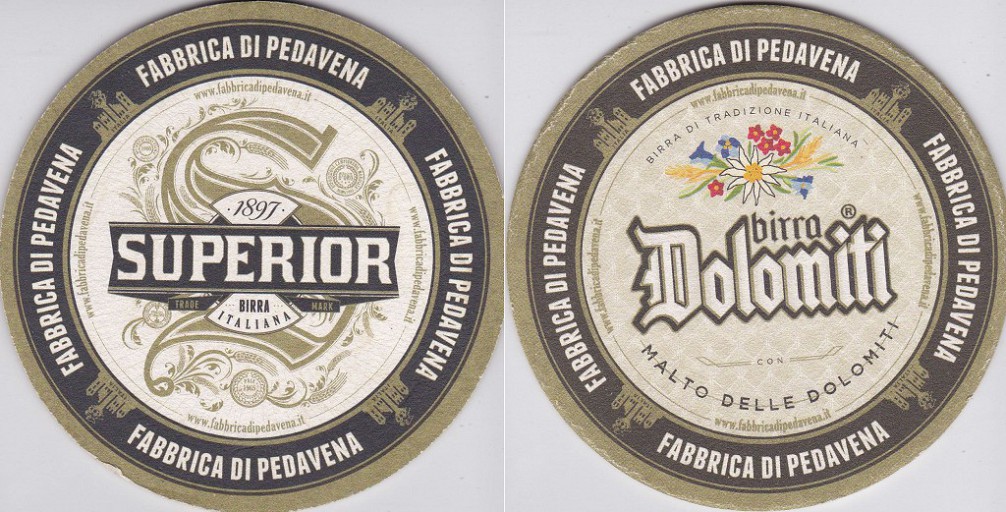 FABBRICA DI PEDAVENA
www.fabbricadipedavena.it
FABBRICA DI PEDAVENA
www.fabbricadipedavena.it
1897
SUPERIOR
TRADE
BIRRA
MARK
ITALIANA
www.fabbricadipedavena.it
FABBRICA DI PEDAVENA
www.fabbricadipedavena.it
FABBRICA DI PEDAVENA
FABBRICA DI PEDAVENA
www.fabbricadipedavena.it
BIRRA DI TRADIZIONE ITALIANA
FABBRICA DI PEDAVENA
www.fabbricadipedavena.it
birra ®
Dolomiti
CON
MALTO DELLE DOLOMITI
www.fabbricadipedavena.it
FABBRICA DI PEDAVENA
www.fabbricadipedavena.it
FABBRICA DI PEDAVENA